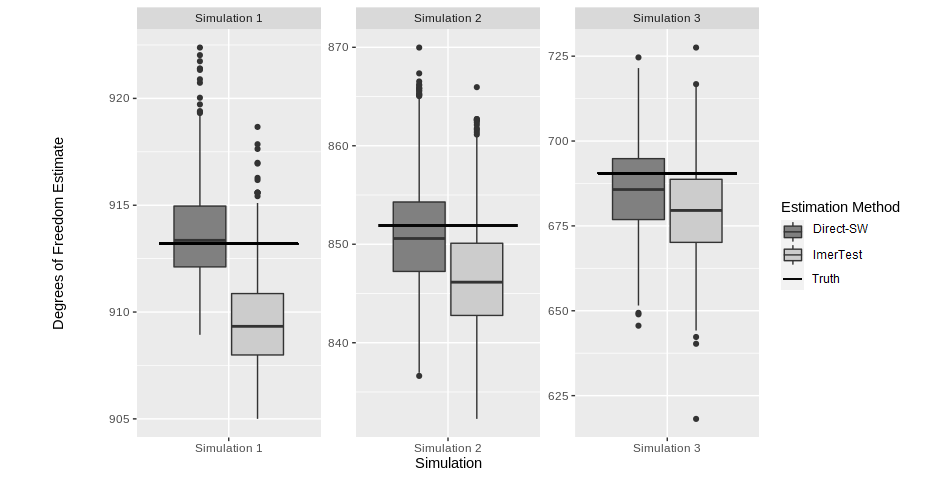 Simulation 1
Simulation 2
Simulation 3
Degrees of Freedom Estimate
920
915
910
905
870
860
850
840
725
700
675
650
625
Simulation 1
Simulation 2
Simulation 3
Simulation
Estimation Method
Direct-SW
lmerTest
Truth